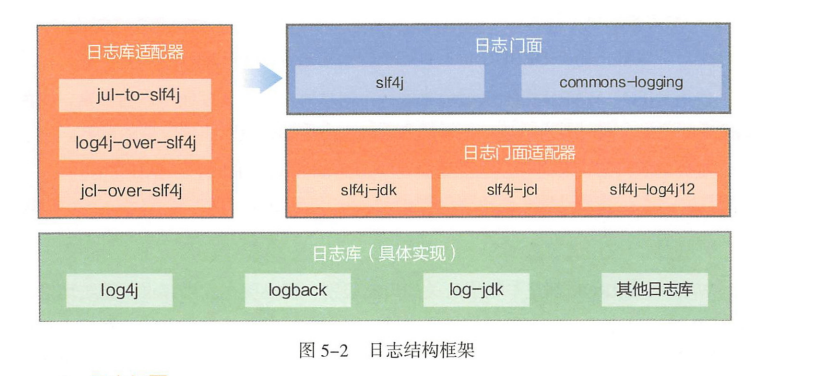 日志库适配器
jul-to-slf4j
log4j-over-slf4j
jcl-over-slf4j
日志门面
slf4j
commons-logging
日志门面适配器
slf4j-jdk
slf4j-jcl
slf4j-log4j12
日志库（具体实现）
log4j
logback
log-jdk
其他日志库
图 5-2 日志结构框架